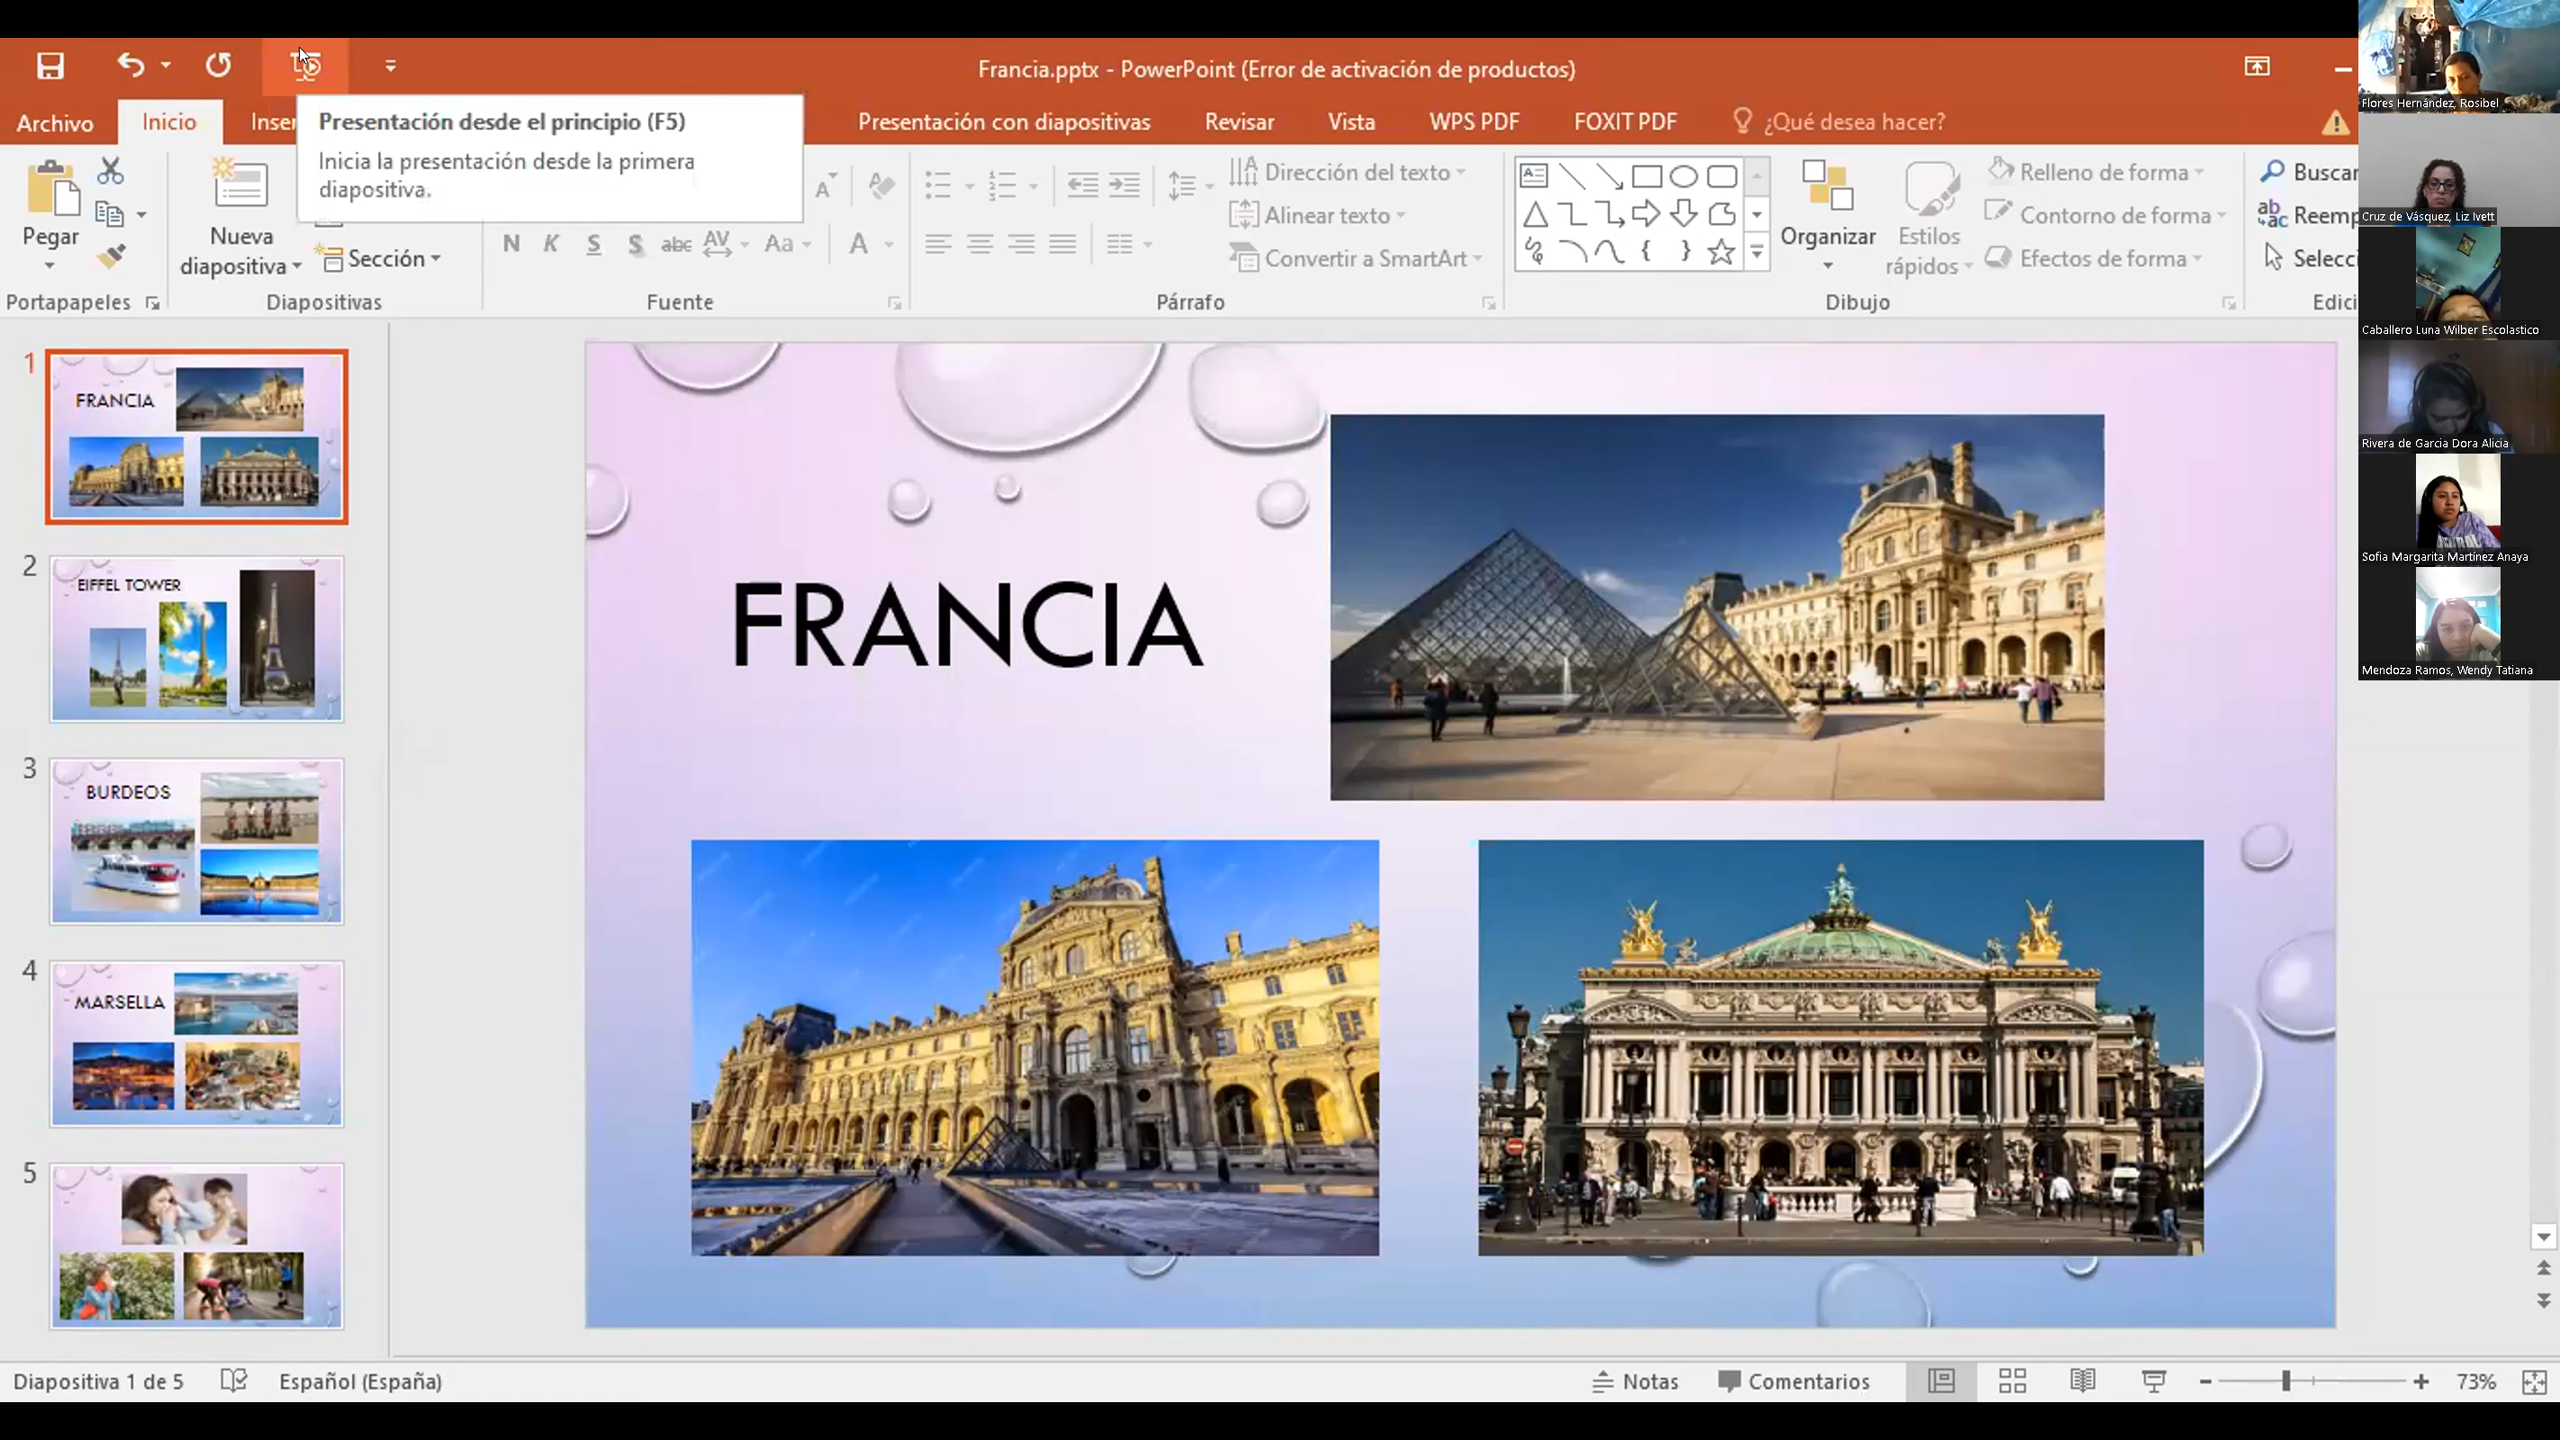 Francia.pptx - PowerPoint (Error de activación de productos)
Archivo
Inicio
Inser
Presentación con diapositivas
Revisar
Vista
WPS PDF
FOXIT PDF
¿Qué desea hacer?
Presentación desde el principio (F5)
Inicia la presentación desde la primera
diapositiva.
Pegar
Nueva
diapositiva
Sección
N K S S abc AV Aa A
Dirección del texto
Alinear texto
Convertir a SmartArt
Organizar
Estilos
rápidos
Relleno de forma
Contorno de forma
Efectos de forma
Buscar
Reemp
Selecci
Portapapeles
Diapositivas
Fuente
Párrafo
Dibujo
Edici
1
FRANCIA
2
EIFFEL TOWER
3
BURDEOS
4
MARSELLA
5
FRANCIA
Flores Hernández, Rosibel
Cruz de Vásquez, Liz Ivett
Caballero Luna Wilber Escolastico
Rivera de Garcia Dora Alicia
Sofia Margarita Martínez Anaya
Mendoza Ramos, Wendy Tatiana
Diapositiva 1 de 5
Español (España)
Notas
Comentarios
73%